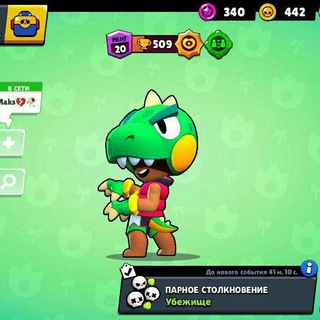 340
442
РАНГ
20
509
В СЕТИ
Maks
До нового события 41 м. 10 с.
ПАРНОЕ СТОЛКНОВЕНИЕ
Убежище